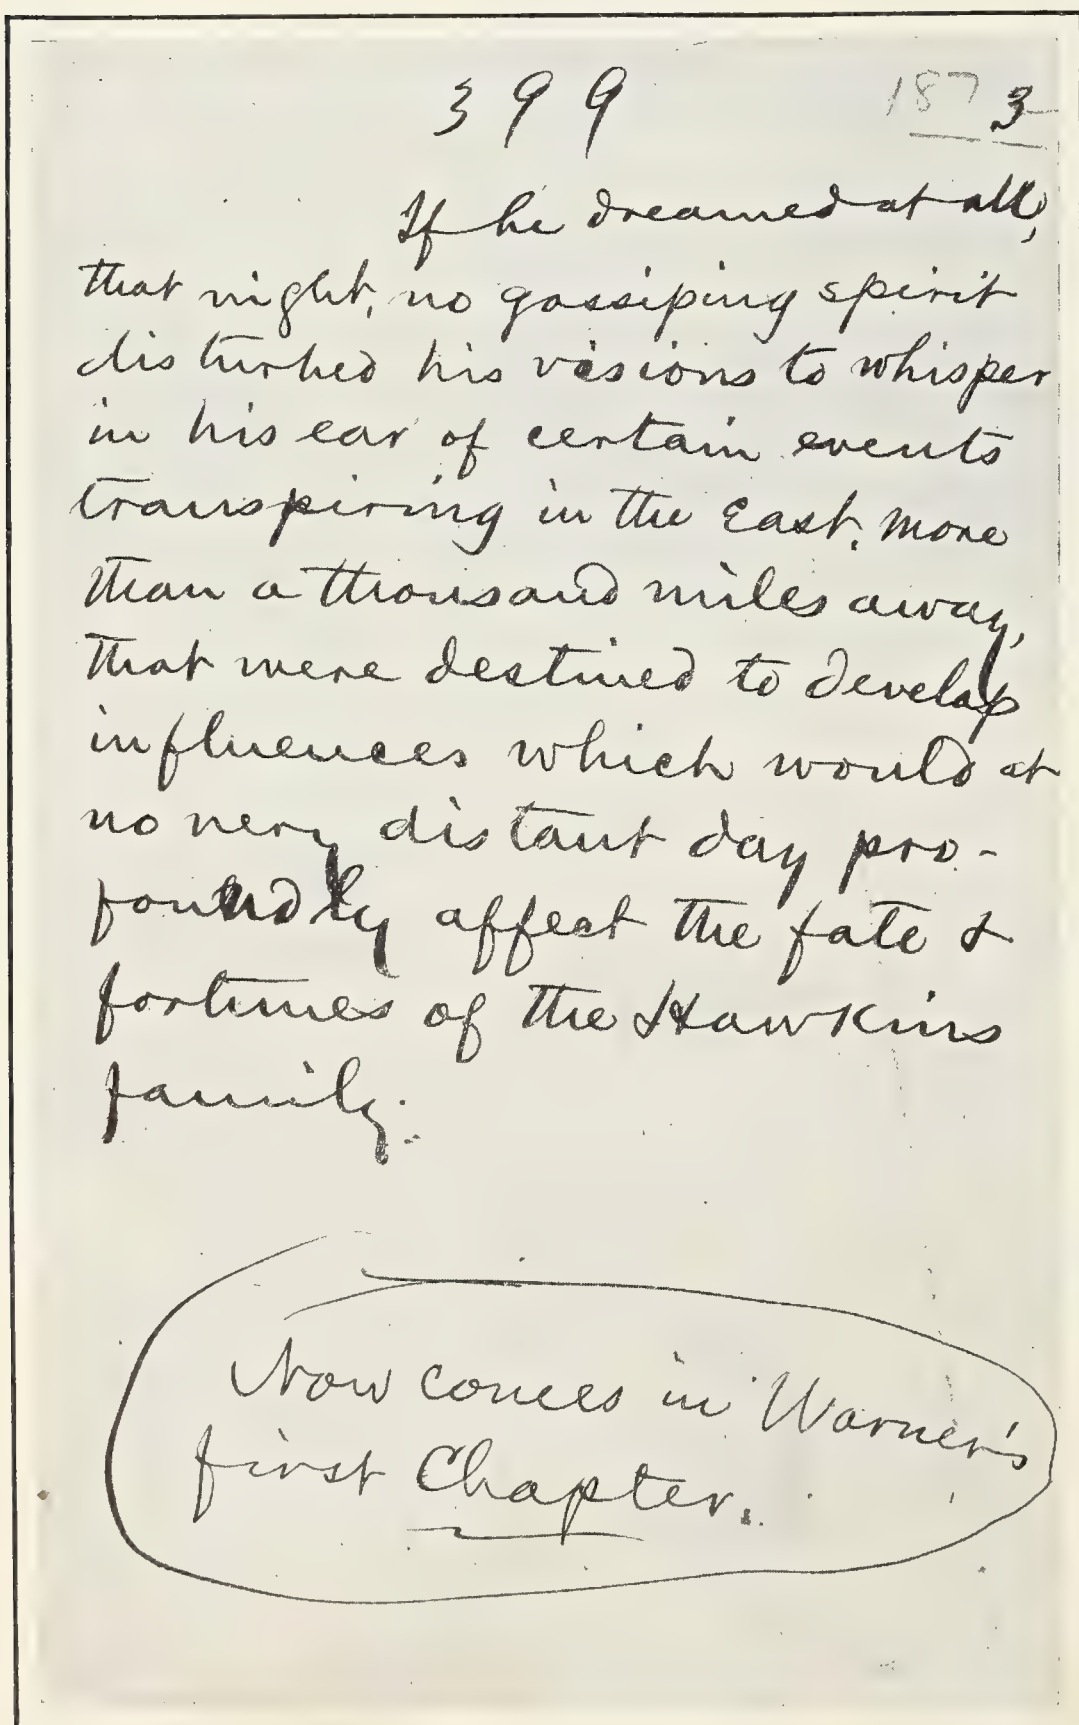 399 1873
If he dreamed at all,
that night, no gossiping spirit
disturbed his visions to whisper
in his ear of certain events
transpiring in the East, more
than a thousand miles away,
that were destined to develop
influences which would at
no very distant day pro-
foundly affect the fate &
fortunes of the Hawkins
family.
Now comes in Warner's
first Chapter.